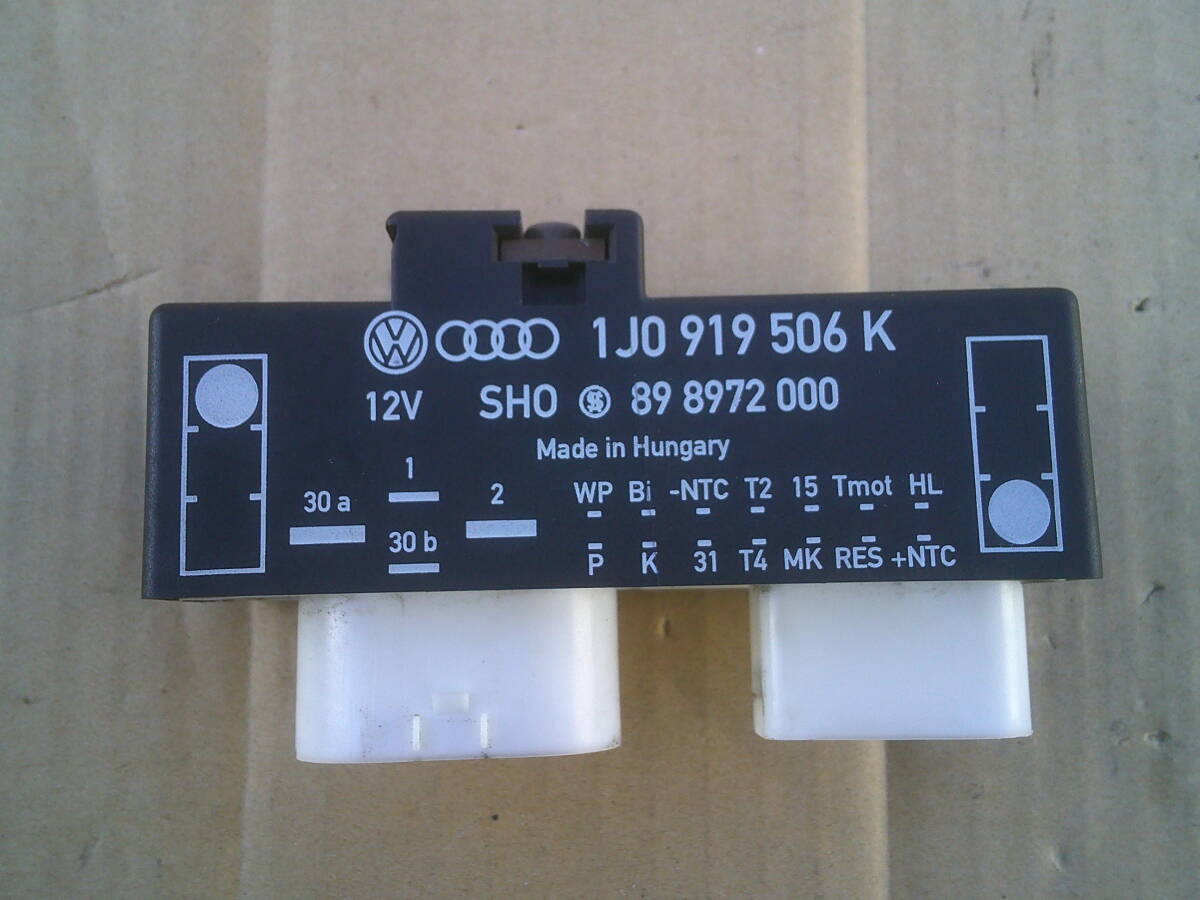 1J0 919 506 K
12V SHO 89 8972 000
Made in Hungary
30 a 1 2
30 b
WP Bi -NTC T2 15 Tmot HL
P K 31 T4 MK RES +NTC